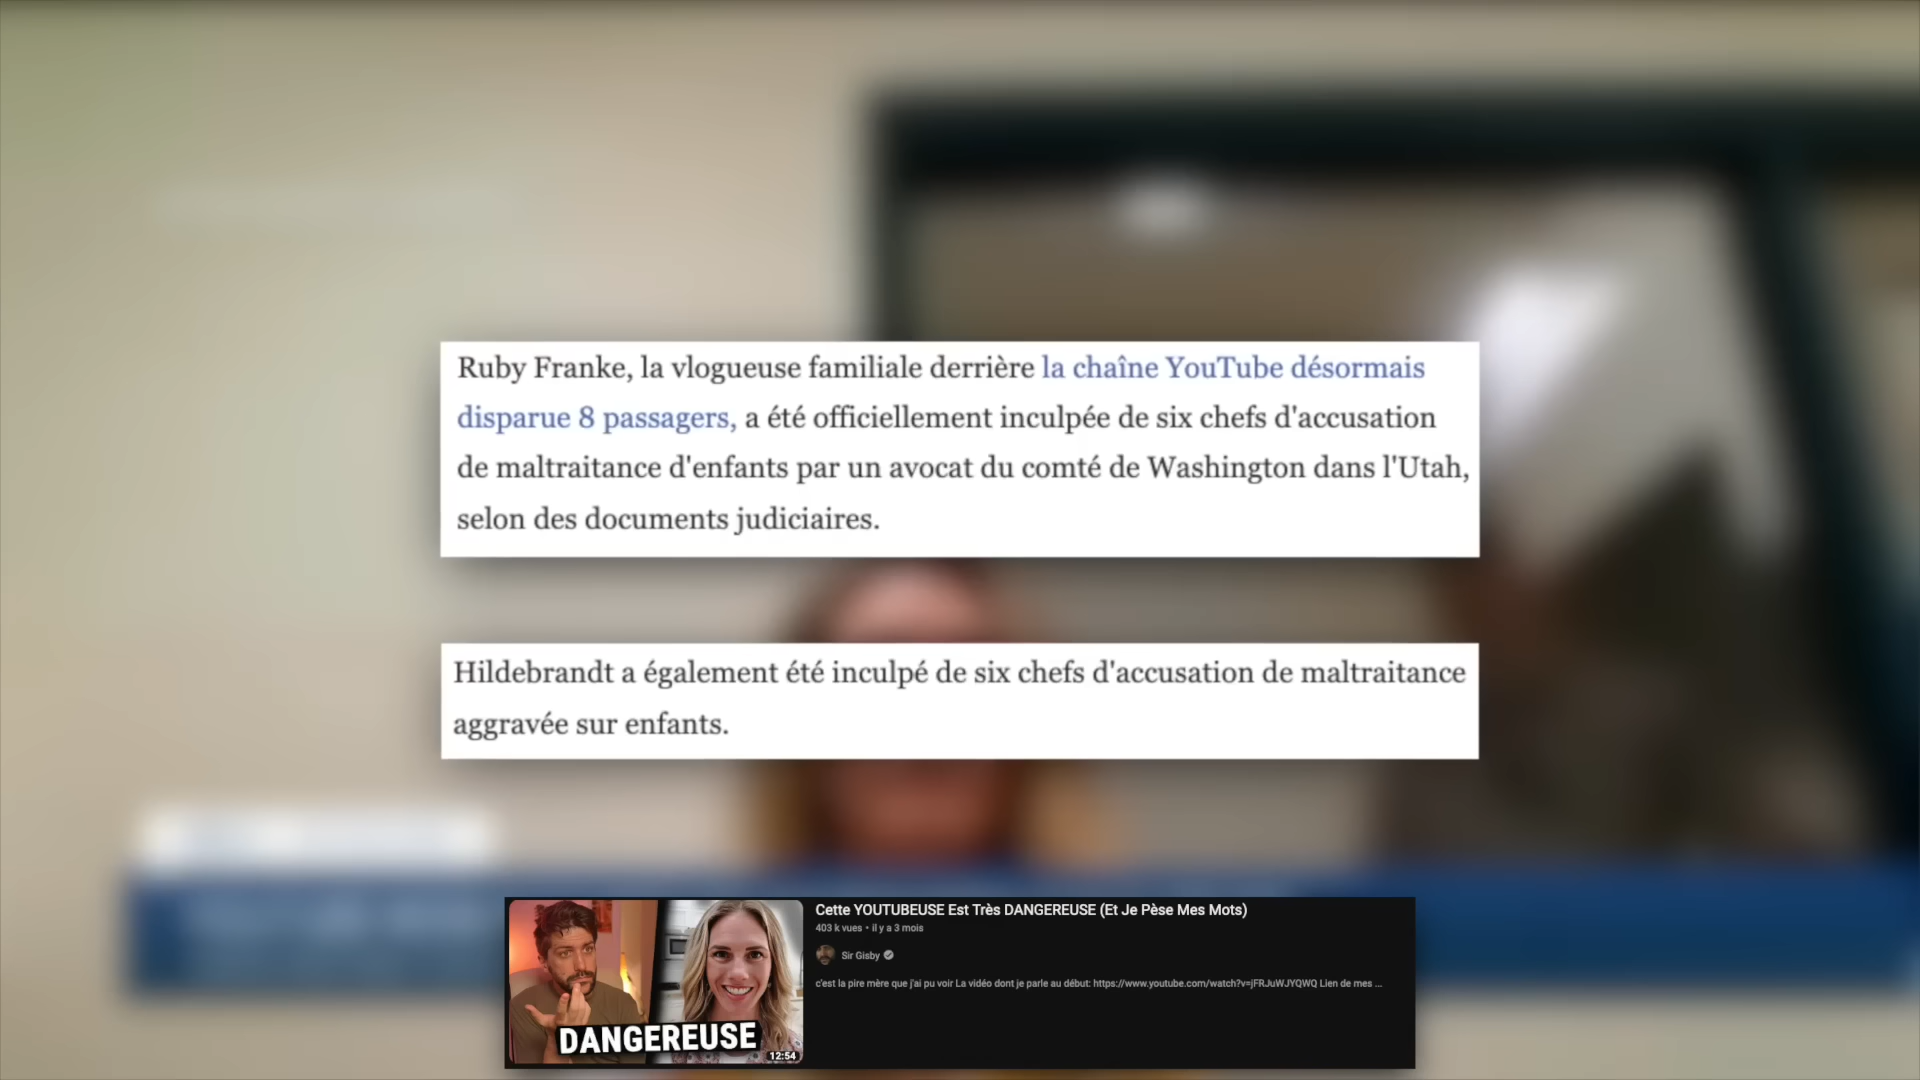 Ruby Franke, la vlogueuse familiale derrière la chaîne YouTube désormais
disparue 8 passagers, a été officiellement inculpée de six chefs d'accusation
de maltraitance d'enfants par un avocat du comté de Washington dans l'Utah,
selon des documents judiciaires.
Hildebrandt a également été inculpé de six chefs d'accusation de maltraitance
aggravée sur enfants.
Cette YOUTUBEUSE Est Très DANGEREUSE (Et Je Pèse Mes Mots)
403 k vues • il y a 3 mois
Sir Gisby
c'est la pire mère que j'ai pu voir La vidéo dont je parle au début: https://www.youtube.com/watch?v=jFRJuWJYQWQ Lien de mes ...
DANGEREUSE
12:54